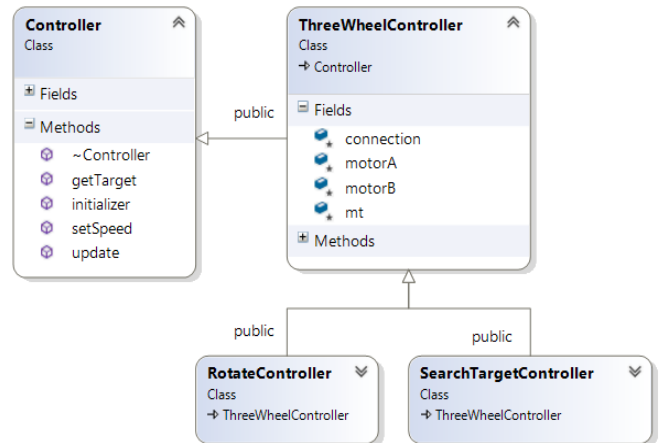 Controller
Class
Fields
Methods
~Controller
getTarget
initializer
setSpeed
update
public
ThreeWheelController
Class
Controller
Fields
connection
motorA
motorB
mt
Methods
public
public
RotateController
Class
ThreeWheelController
SearchTargetController
Class
ThreeWheelController